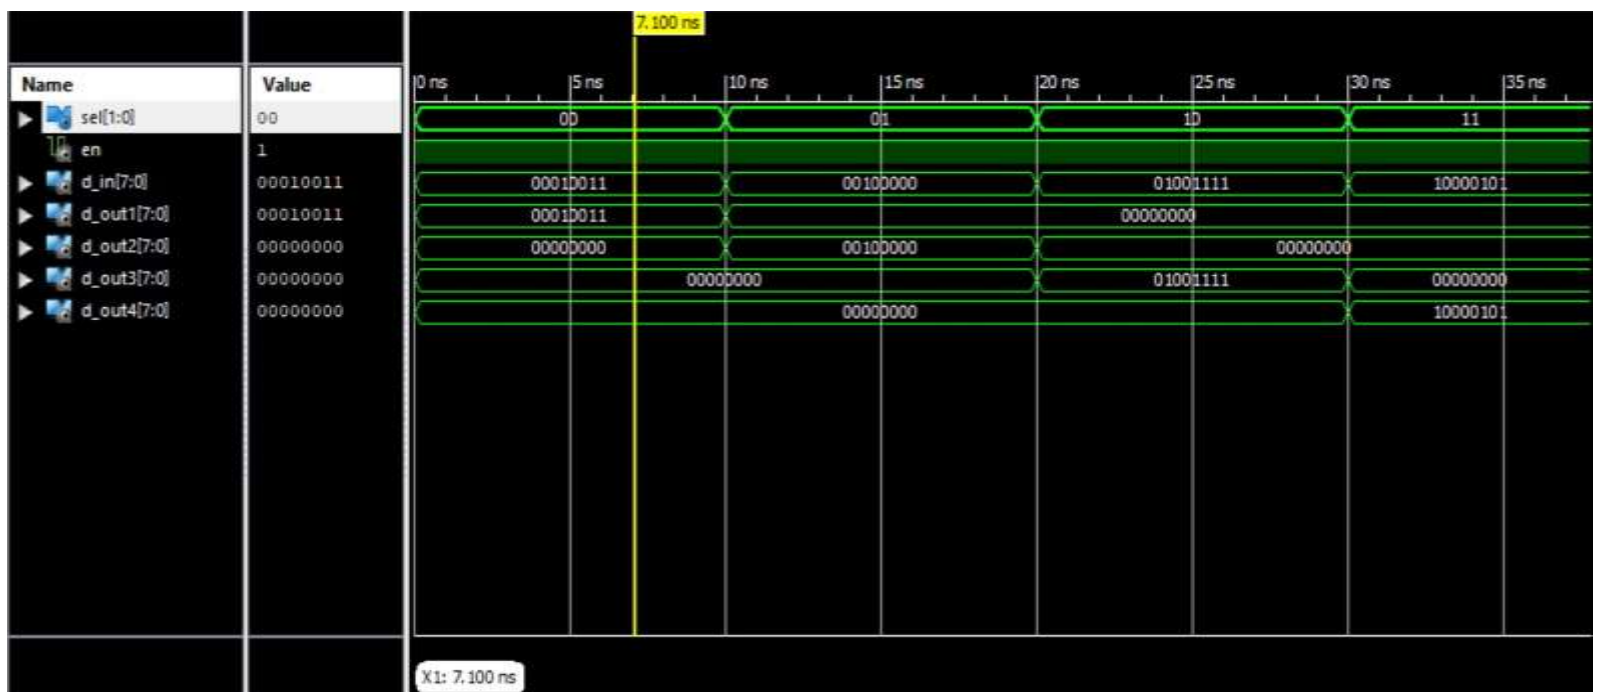 7.100 ns
Name Value 0 ns 5 ns 10 ns 15 ns 20 ns 25 ns 30 ns 35 ns
sel[1:0] 00 00 01 10 11
en 1
d_in[7:0] 00010011 00010011 00100000 01001111 10000101
d_out1[7:0] 00010011 00010011 00000000
d_out2[7:0] 00000000 00000000 00100000 00000000
d_out3[7:0] 00000000 00000000 01001111 00000000
d_out4[7:0] 00000000 00000000 10000101
X1: 7.100 ns